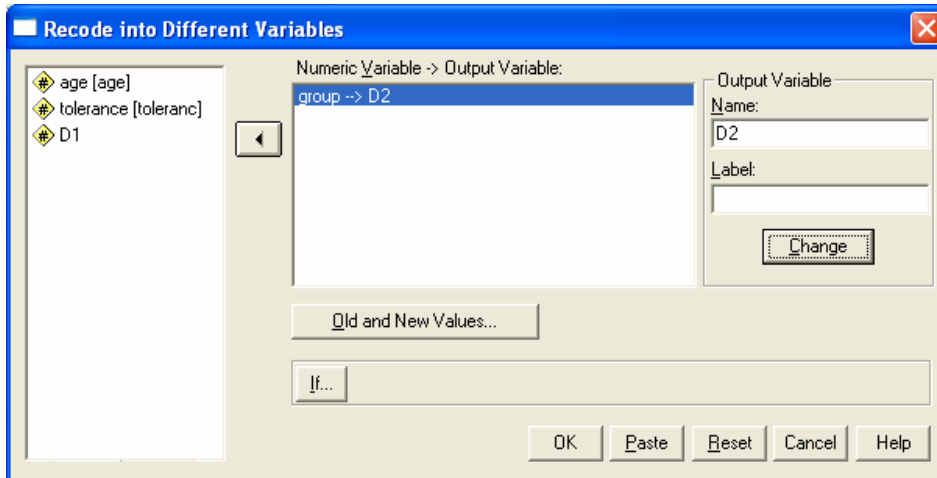 Recode into Different Variables
age [age]
tolerance [toleranc]
D1
Numeric Variable -> Output Variable:
group --> D2
Output Variable
Name:
D2
Label:
Change
Old and New Values...
If...
OK
Paste
Reset
Cancel
Help